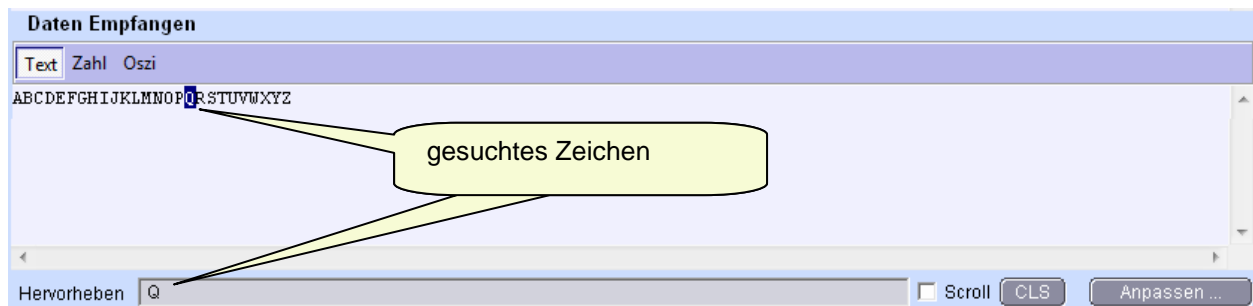 Daten Empfangen
Text Zahl Oszi
ABCDEFGHIJKLMNOPQRSTUVWXYZ
gesuchtes Zeichen
Hervorheben Q Scroll CLS Anpassen ...